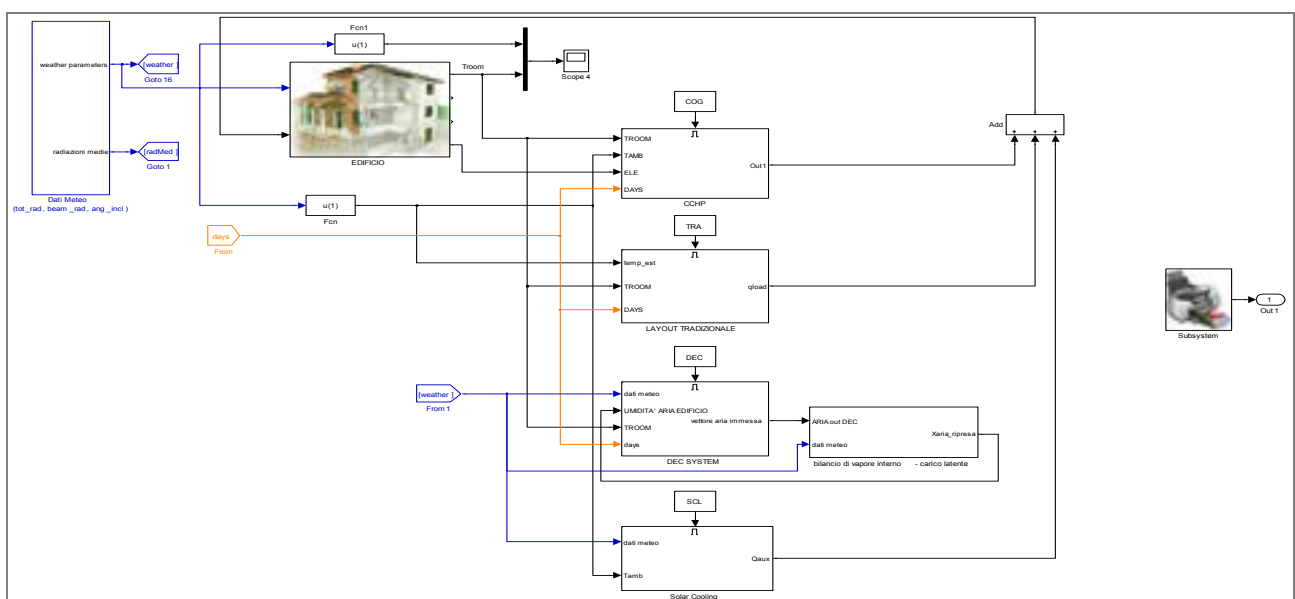 weather parameters
radiazioni medie
Dati Meteo
(tot_rad, beam_rad, ang_incl )
[weather ]
Goto 16
[radMed ]
Goto 1
Fcn1
u(1)
Troom
EDIFICIO
Scope 4
u(1)
Fcn
days
From
COG
TROOM
TAMB
ELE
DAYS
Out1
CCHP
TRA
temp_est
TROOM
DAYS
qload
LAYOUT TRADIZIONALE
DEC
dati meteo
UMIDITA' ARIA EDIFICIO
TROOM
days
vettore aria immessa
DEC SYSTEM
[weather ]
From 1
ARIA out DEC
dati meteo
Xaria_ripresa
bilancio di vapore interno - carico latente
SCL
dati meteo
Tamb
Qaux
Solar Cooling
Add
+ + +
Subsystem
1
Out 1